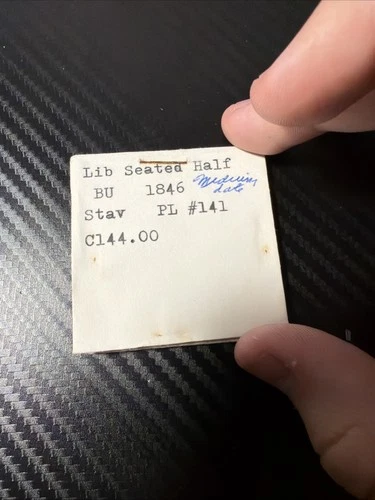 Lib Seated Half
BU 1846 Medium
date
Stav PL #141
C144.00